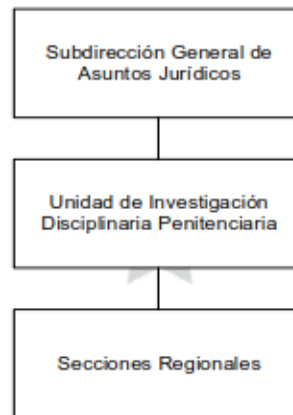 Subdirección General de
Asuntos Jurídicos
Unidad de Investigación
Disciplinaria Penitenciaria
Secciones Regionales